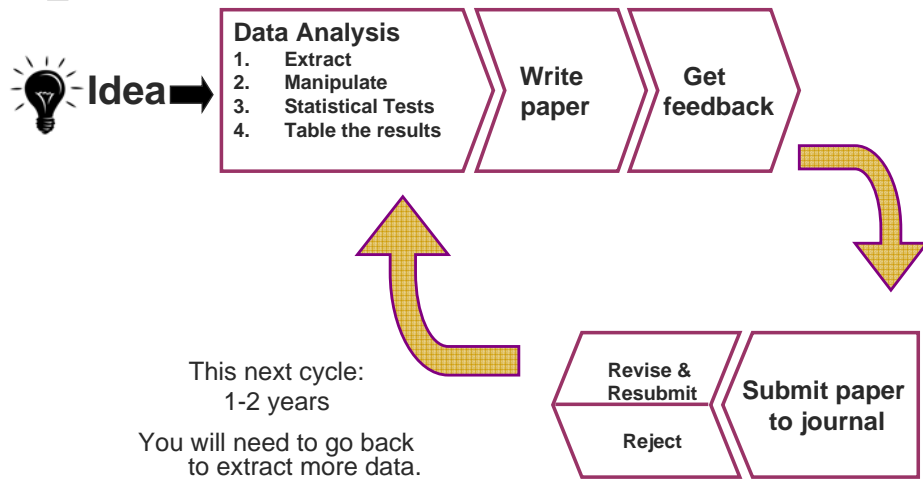 Idea
Data Analysis
1. Extract
2. Manipulate
3. Statistical Tests
4. Table the results
Write
paper
Get
feedback
Submit paper
to journal
Revise &
Resubmit
Reject
This next cycle:
1-2 years
You will need to go back
to extract more data.